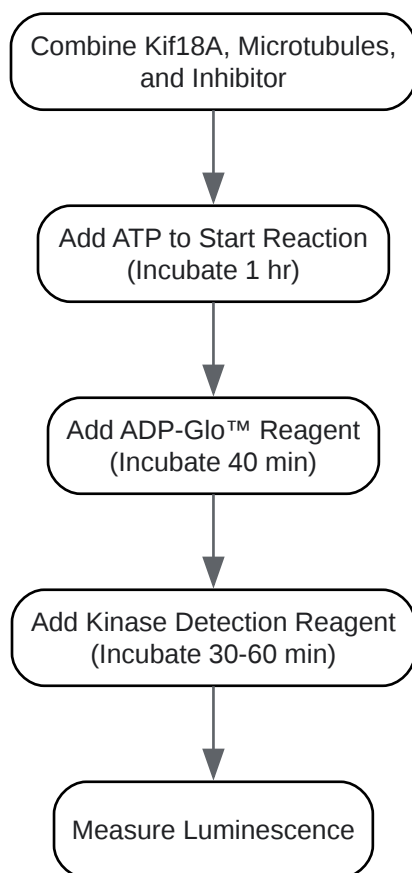 Combine Kif18A, Microtubules,
and Inhibitor
Add ATP to Start Reaction
(Incubate 1 hr)
Add ADP-Glo™ Reagent
(Incubate 40 min)
Add Kinase Detection Reagent
(Incubate 30-60 min)
Measure Luminescence